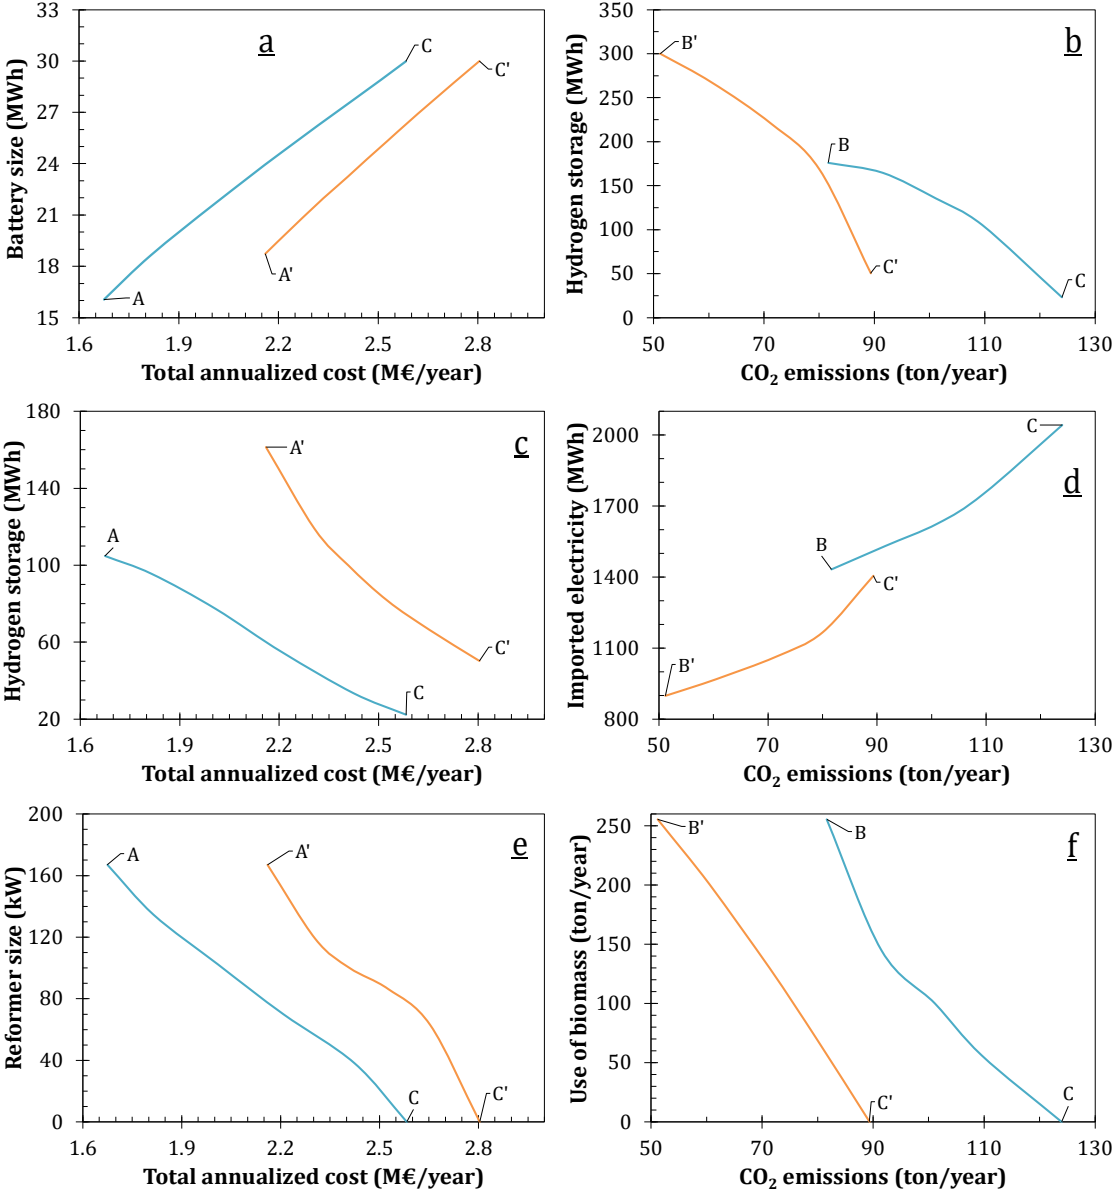 33
30
27
24
21
18
15
Battery size (MWh)
a
C
C'
A'
A
1.6 1.9 2.2 2.5 2.8
Total annualized cost (M€/year)
350
300
250
200
150
100
50
0
Hydrogen storage (MWh)
b
B'
B
C'
C
50 70 90 110 130
CO₂ emissions (ton/year)
180
140
100
60
20
Hydrogen storage (MWh)
c
A'
A
C'
C
1.6 1.9 2.2 2.5 2.8
Total annualized cost (M€/year)
2000
1700
1400
1100
800
Imported electricity (MWh)
d
C
B
C'
B'
50 70 90 110 130
CO₂ emissions (ton/year)
200
160
120
80
40
0
Reformer size (kW)
e
A
A'
C
C'
1.6 1.9 2.2 2.5 2.8
Total annualized cost (M€/year)
250
200
150
100
50
0
Use of biomass (ton/year)
f
B'
B
C'
C
50 70 90 110 130
CO₂ emissions (ton/year)